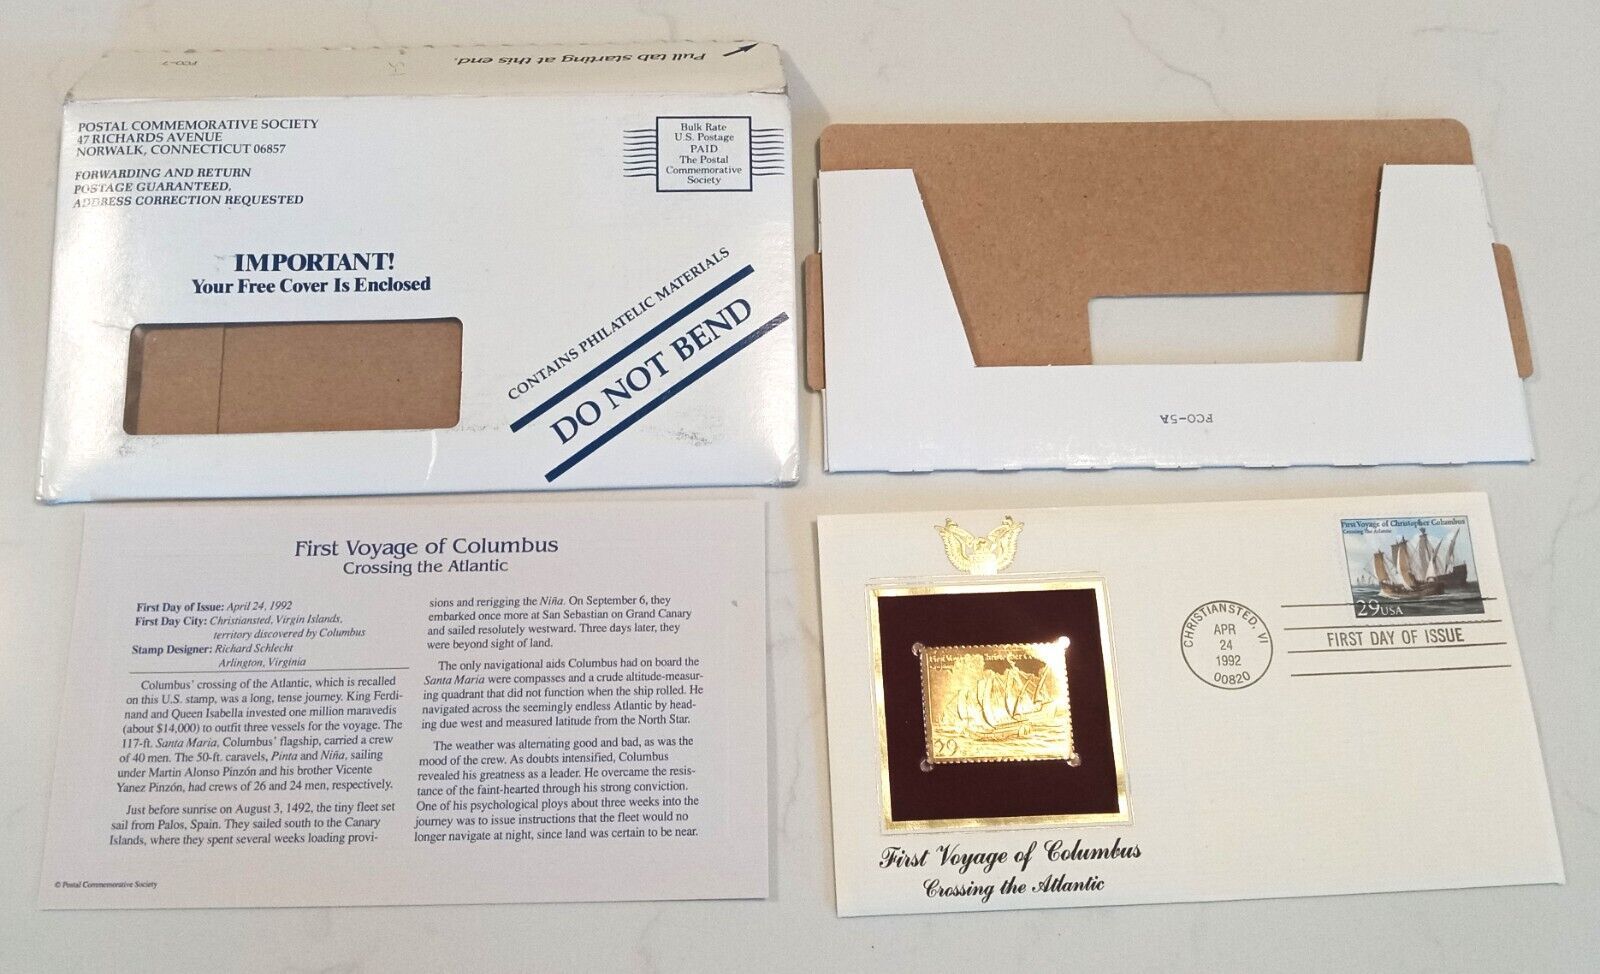 Pull tab starting at this end.
PCO-7
POSTAL COMMEMORATIVE SOCIETY
47 RICHARDS AVENUE
NORWALK, CONNECTICUT 06857
FORWARDING AND RETURN
POSTAGE GUARANTEED,
ADDRESS CORRECTION REQUESTED
Bulk Rate
U.S. Postage
PAID
The Postal
Commemorative
Society
IMPORTANT!
Your Free Cover Is Enclosed
CONTAINS PHILATELIC MATERIALS
DO NOT BEND
PCO-5A
First Voyage of Columbus
Crossing the Atlantic
First Day of Issue: April 24, 1992
First Day City: Christiansted, Virgin Islands,
territory discovered by Columbus
Stamp Designer: Richard Schlecht
Arlington, Virginia
Columbus' crossing of the Atlantic, which is recalled
on this U.S. stamp, was a long, tense journey. King Ferdi-
nand and Queen Isabella invested one million maravedis
(about $14,000) to outfit three vessels for the voyage. The
117-ft. Santa Maria, Columbus' flagship, carried a crew
of 40 men. The 50-ft. caravels, Pinta and Niña, sailing
under Martin Alonso Pinzón and his brother Vicente
Yanez Pinzón, had crews of 26 and 24 men, respectively.
Just before sunrise on August 3, 1492, the tiny fleet set
sail from Palos, Spain. They sailed south to the Canary
Islands, where they spent several weeks loading provi-
sions and rerigging the Niña. On September 6, they
embarked once more at San Sebastian on Grand Canary
and sailed resolutely westward. Three days later, they
were beyond sight of land.
The only navigational aids Columbus had on board the
Santa Maria were compasses and a crude altitude-measur-
ing quadrant that did not function when the ship rolled. He
navigated across the seemingly endless Atlantic by head-
ing due west and measured latitude from the North Star.
The weather was alternating good and bad, as was the
mood of the crew. As doubts intensified, Columbus
revealed his greatness as a leader. He overcame the resis-
tance of the faint-hearted through his strong conviction.
One of his psychological ploys about three weeks into the
journey was to issue instructions that the fleet would no
longer navigate at night, since land was certain to be near.
© Postal Commemorative Society
First Voyage of Christopher Columbus
Crossing the Atlantic
29USA
CHRISTIANSTED, VI
APR
24
1992
00820
FIRST DAY OF ISSUE
First Voyage of Christopher Co
29
First Voyage of Columbus
Crossing the Atlantic